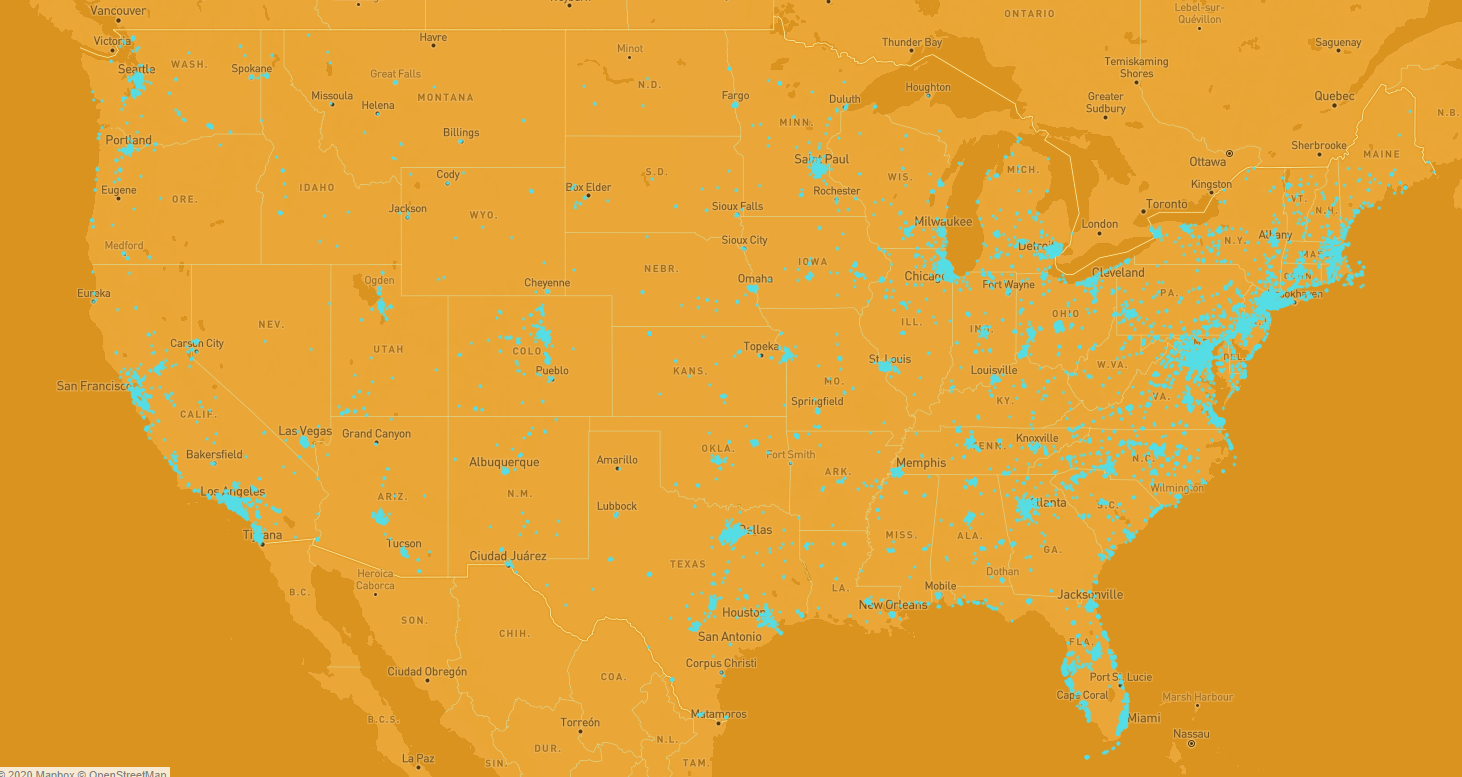 Vancouver
Victoria
Seattle
WASH.
Spokane
Havre
Minot
N.D.
Great Falls
MONTANA
Missoula
Helena
Fargo
Billings
Portland
Cody
S.D.
Box Elder
Eugene
ORE.
IDAHO
Jackson
WYO.
Sioux Falls
Medford
Sioux City
NEBR.
Omaha
Eureka
Ogden
Cheyenne
NEV.
UTAH
COLO.
Carson City
Topeka
KANS.
Pueblo
San Francisco
CALIF.
Las Vegas
Grand Canyon
Bakersfield
Los Angeles
Albuquerque
Amarillo
OKLA.
Fort Smith
ARIZ.
N.M.
Lubbock
Tijuana
Tucson
Ciudad Juárez
Dallas
TEXAS
Heroica
Caborca
B.C.
SON.
CHIH.
Houston
San Antonio
Corpus Christi
Ciudad Obregón
COA.
B.C.S.
Torreón
Matamoros
N.L.
DUR.
La Paz
SIN.
TAM.
ONTARIO
Lebel-sur-
Quévillon
Thunder Bay
Saguenay
Temiskaming
Shores
Duluth
Houghton
Greater
Sudbury
Quebec
N.B.
MINN.
Saint Paul
Sherbrooke
MAINE
Ottawa
WIS.
MICH.
Rochester
Kingston
Toronto
VT.
N.H.
Milwaukee
London
N.Y.
Albany
Detroit
MASS.
IOWA
Chicago
Fort Wayne
Cleveland
CONN.
PA.
Brookhaven
ILL.
IND.
OHIO
St. Louis
MO.
Louisville
W.VA.
DEL.
Springfield
KY.
VA.
TENN.
Knoxville
Memphis
N.C.
ARK.
Wilmington
Atlanta
S.C.
MISS.
ALA.
GA.
Dothan
LA.
Mobile
New Orleans
Jacksonville
FLA.
Port St. Lucie
Cape Coral
Marsh Harbour
Miami
Nassau
© 2020 Mapbox © OpenStreetMap